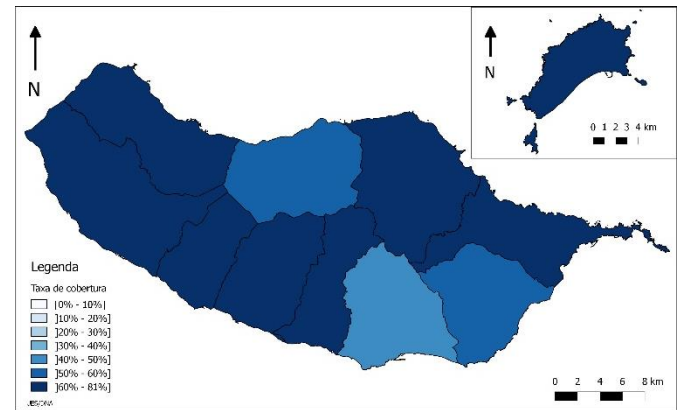 N
N
0 1 2 3 4 km
Legenda
Taxa de cobertura
[0% - 10%]
]10% - 20%]
]20% - 30%]
]30% - 40%]
]40% - 50%]
]50% - 60%]
]60% - 81%]
0 2 4 6 8 km